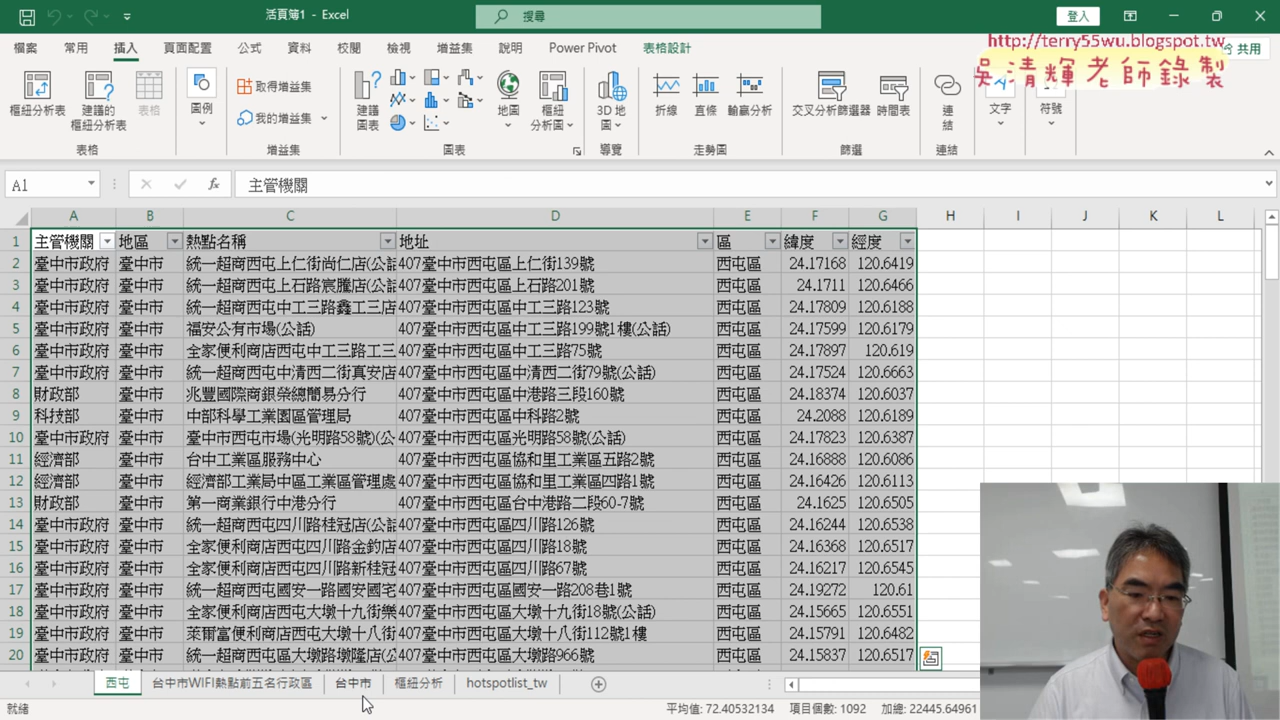 活頁簿1 - Excel
搜尋
登入
檔案 常用 插入 頁面配置 公式 資料 校閱 檢視 增益集 說明 Power Pivot 表格設計 共用
http://terry55wu.blogspot.tw
吳清輝老師錄製
樞紐分析表 建議的 樞紐分析表 表格 圖例 取得增益集 我的增益集 建議 圖表 地圖 樞紐 分析圖 3D 地 圖 折線 直條 輸贏分析 交叉分析篩選器 時間表 連 結 文字 符號
表格 增益集 圖表 導覽 走勢圖 篩選 連結
A1 fx 主管機關
A B C D E F G H I J K L
1 主管機關 地區 熱點名稱 地址 區 緯度 經度
2 臺中市政府 臺中市 統一超商西屯上仁街尚仁店(公話 407臺中市西屯區上仁街139號 西屯區 24.17168 120.6419
3 臺中市政府 臺中市 統一超商西屯上石路宸騰店(公話 407臺中市西屯區上石路201號 西屯區 24.1711 120.6466
4 臺中市政府 臺中市 統一超商西屯中工三路鑫工三店 407臺中市西屯區中工三路123號 西屯區 24.17809 120.6188
5 臺中市政府 臺中市 福安公有市場(公話) 407臺中市西屯區中工三路199號1樓(公話) 西屯區 24.17599 120.6179
6 臺中市政府 臺中市 全家便利商店西屯中工三路工三 407臺中市西屯區中工三路75號 西屯區 24.17897 120.619
7 臺中市政府 臺中市 統一超商西屯中清西二街真安店 407臺中市西屯區中清西二街79號(公話) 西屯區 24.17524 120.6663
8 財政部 臺中市 兆豐國際商銀榮總簡易分行 407臺中市西屯區中港路三段160號 西屯區 24.18374 120.6037
9 科技部 臺中市 中部科學工業園區管理局 407臺中市西屯區中科路2號 西屯區 24.2088 120.6189
10 臺中市政府 臺中市 臺中市西屯市場(光明路58號)(公 407臺中市西屯區光明路58號(公話) 西屯區 24.17823 120.6387
11 經濟部 臺中市 台中工業區服務中心 407臺中市西屯區協和里工業區五路2號 西屯區 24.16888 120.6086
12 經濟部 臺中市 經濟部工業局中區工業區管理處 407臺中市西屯區協和里工業區四路1號 西屯區 24.16426 120.6113
13 財政部 臺中市 第一商業銀行中港分行 407臺中市西屯區台中港路二段60-7號 西屯區 24.1625 120.6505
14 臺中市政府 臺中市 統一超商西屯四川路桂冠店(公話 407臺中市西屯區四川路126號 西屯區 24.16244 120.6538
15 臺中市政府 臺中市 全家便利商店西屯四川路金釣店 407臺中市西屯區四川路18號 西屯區 24.16368 120.6517
16 臺中市政府 臺中市 全家便利商店西屯四川路新桂冠 407臺中市西屯區四川路67號 西屯區 24.16217 120.6545
17 臺中市政府 臺中市 統一超商西屯國安一路國安國宅 407臺中市西屯區國安一路208巷1號 西屯區 24.19272 120.61
18 臺中市政府 臺中市 全家便利商店西屯大墩十九街樂 407臺中市西屯區大墩十九街18號(公話) 西屯區 24.15665 120.6551
19 臺中市政府 臺中市 萊爾富便利商店西屯大墩十八街 407臺中市西屯區大墩十八街112號1樓 西屯區 24.15791 120.6482
20 臺中市政府 臺中市 統一超商西屯區大墩路墩隆店(公 407臺中市西屯區大墩路966號 西屯區 24.15837 120.6517
西屯 台中市WIFI熱點前五名行政區 台中市 樞紐分析 hotspotlist_tw
就緒 平均值: 72.40532134 項目個數: 1092 加總: 22445.64961